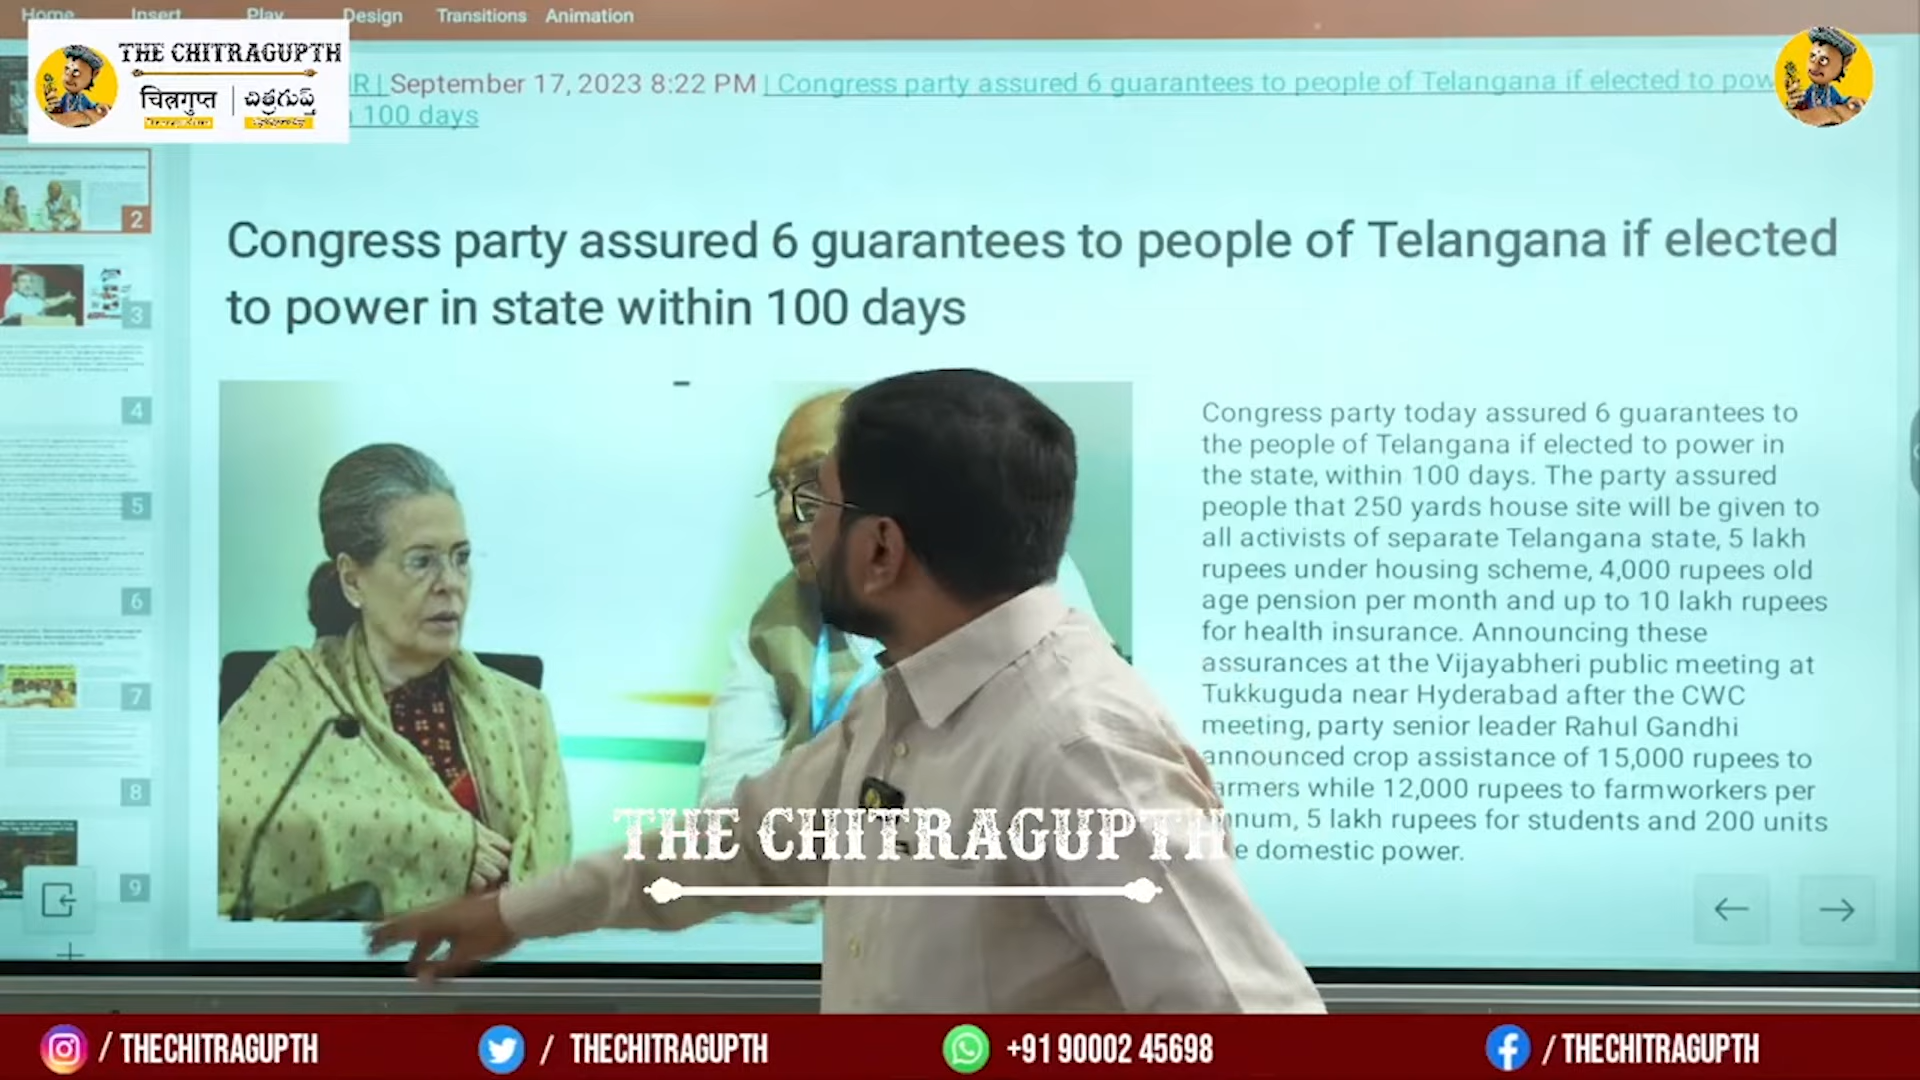 Home Insert Play Design Transitions Animation
THE CHITRAGUPTH
चित्रगुप्त | చిత్రగుప్త్
September 17, 2023 8:22 PM | Congress party assured 6 guarantees to people of Telangana if elected to pow
100 days
Congress party assured 6 guarantees to people of Telangana if elected
to power in state within 100 days
Congress party today assured 6 guarantees to
the people of Telangana if elected to power in
the state, within 100 days. The party assured
people that 250 yards house site will be given to
all activists of separate Telangana state, 5 lakh
rupees under housing scheme, 4,000 rupees old
age pension per month and up to 10 lakh rupees
for health insurance. Announcing these
assurances at the Vijayabheri public meeting at
Tukkuguda near Hyderabad after the CWC
meeting, party senior leader Rahul Gandhi
announced crop assistance of 15,000 rupees to
armers while 12,000 rupees to farmworkers per
nnum, 5 lakh rupees for students and 200 units
e domestic power.
2
3
4
5
6
7
8
9
THE CHITRAGUPTH
/ THECHITRAGUPTH / THECHITRAGUPTH +91 90002 45698 / THECHITRAGUPTH